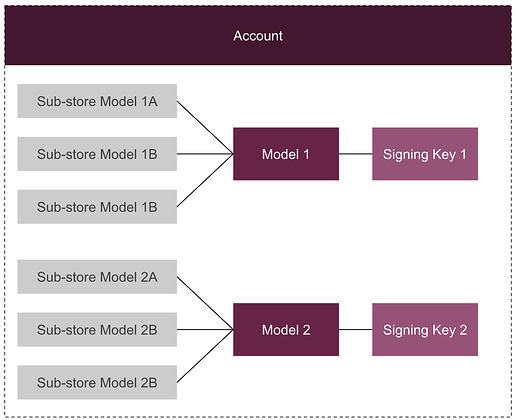 Account
Sub-store Model 1A
Sub-store Model 1B
Model 1
Signing Key 1
Sub-store Model 1B
Sub-store Model 2A
Sub-store Model 2B
Model 2
Signing Key 2
Sub-store Model 2B